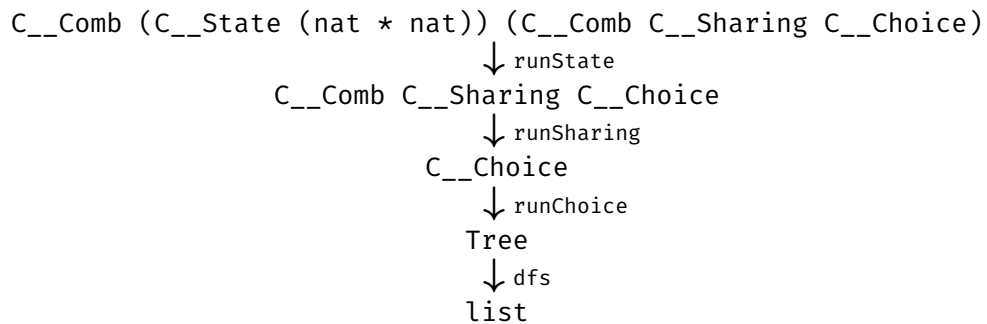 C__Comb (C__State (nat * nat)) (C__Comb C__Sharing C__Choice)
runState
C__Comb C__Sharing C__Choice
runSharing
C__Choice
runChoice
Tree
dfs
list